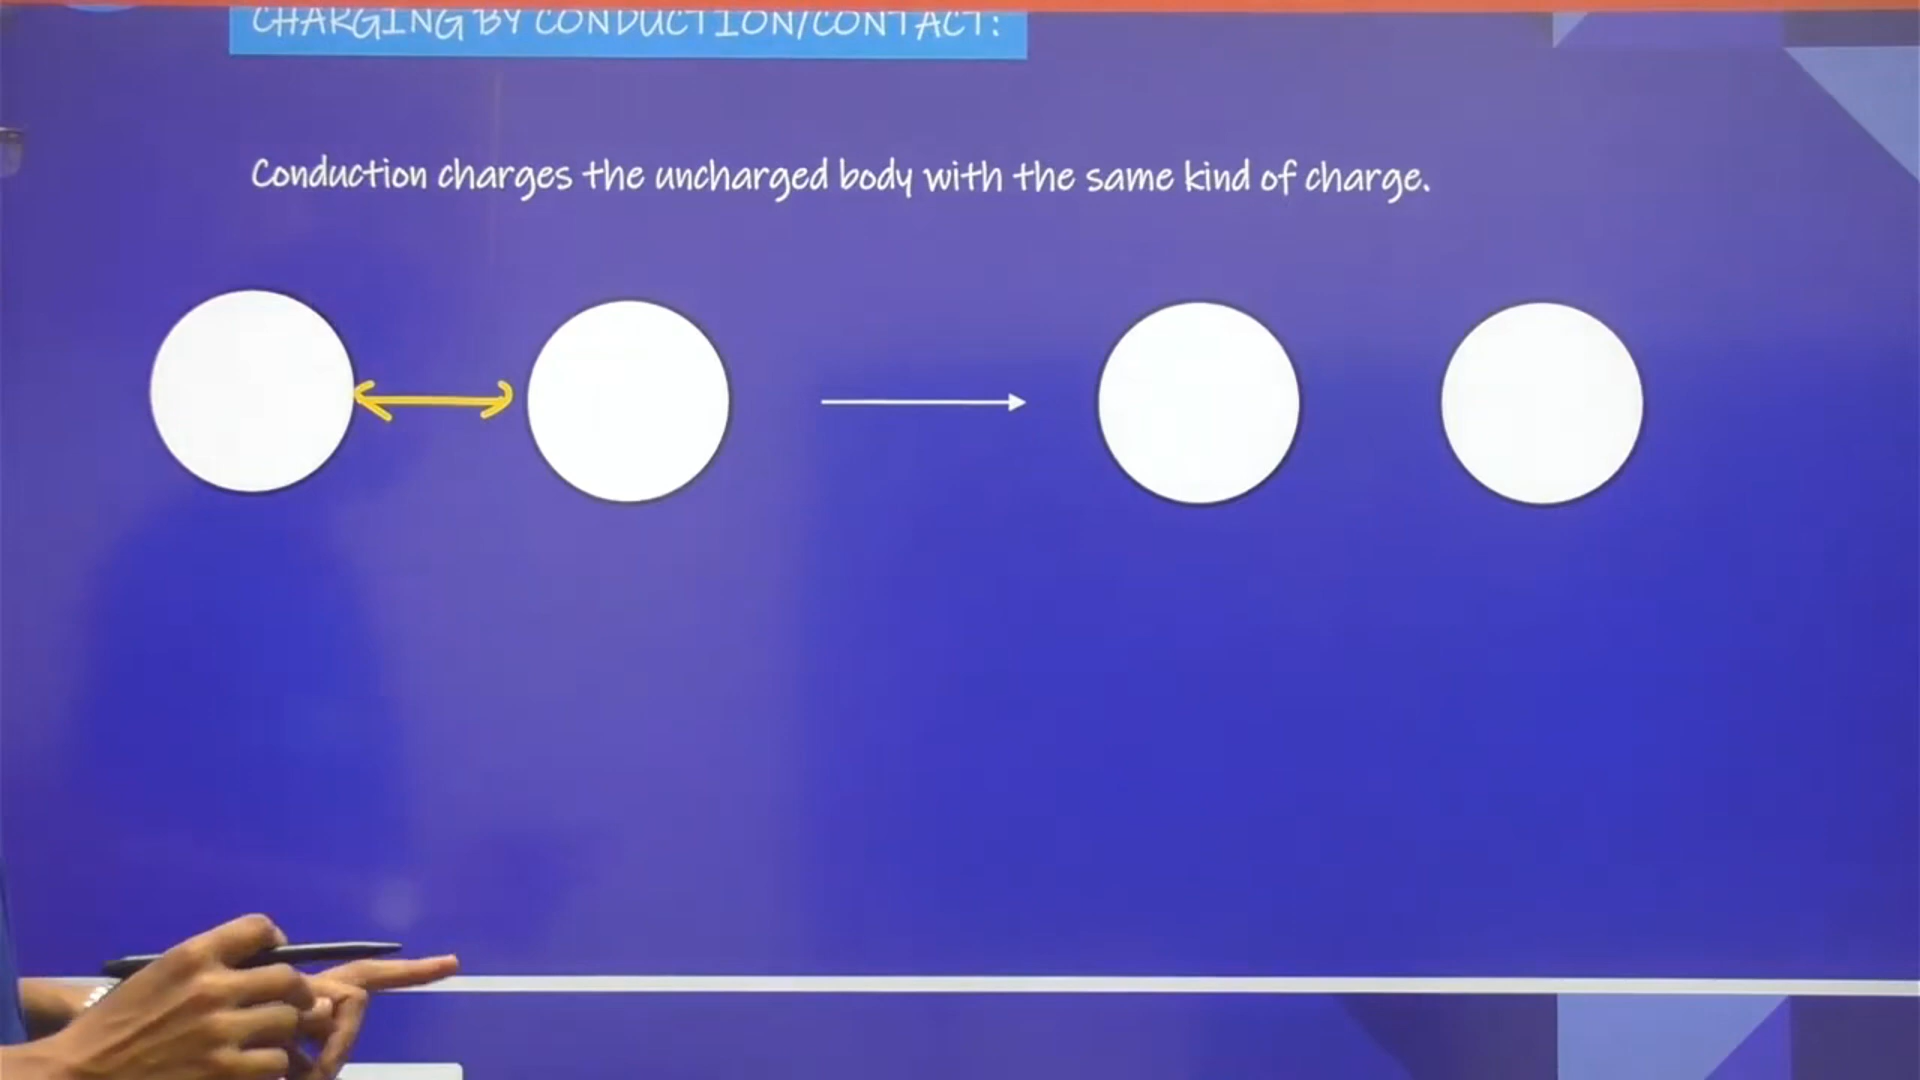 CHARGING BY CONDUCTION/CONTACT:
Conduction charges the uncharged body with the same kind of charge.